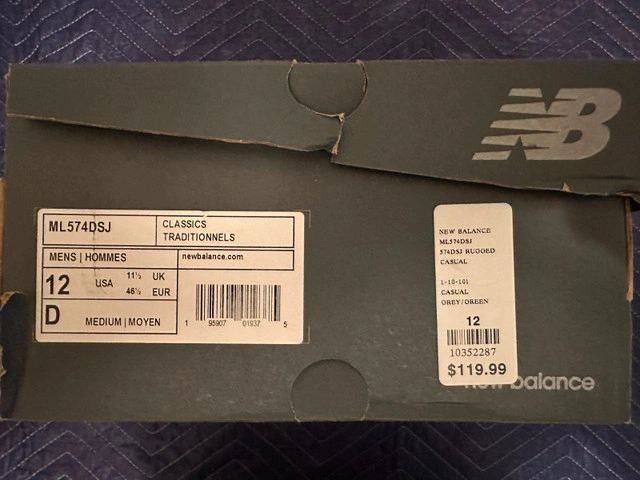 NB
ML574DSJ
CLASSICS
TRADITIONNELS
MENS | HOMMES
newbalance.com
12 USA 11½ UK
46½ EUR
D MEDIUM | MOYEN
1 95907 01937 5
NEW BALANCE
ML574DSJ
574DSJ RUGGED
CASUAL
1-10-101
CASUAL
GREY/GREEN
12
10352287
$119.99
new balance